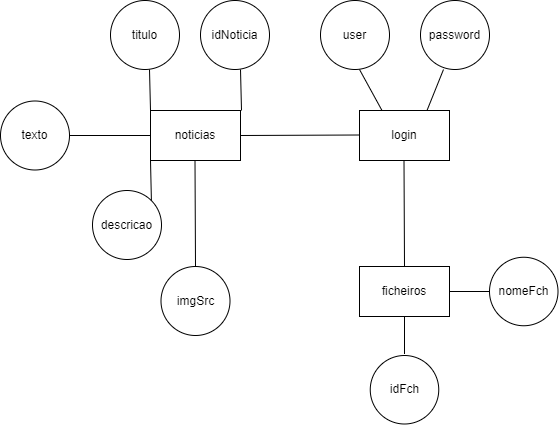 titulo
idNoticia
user
password
texto
noticias
login
descricao
imgSrc
ficheiros
nomeFch
idFch